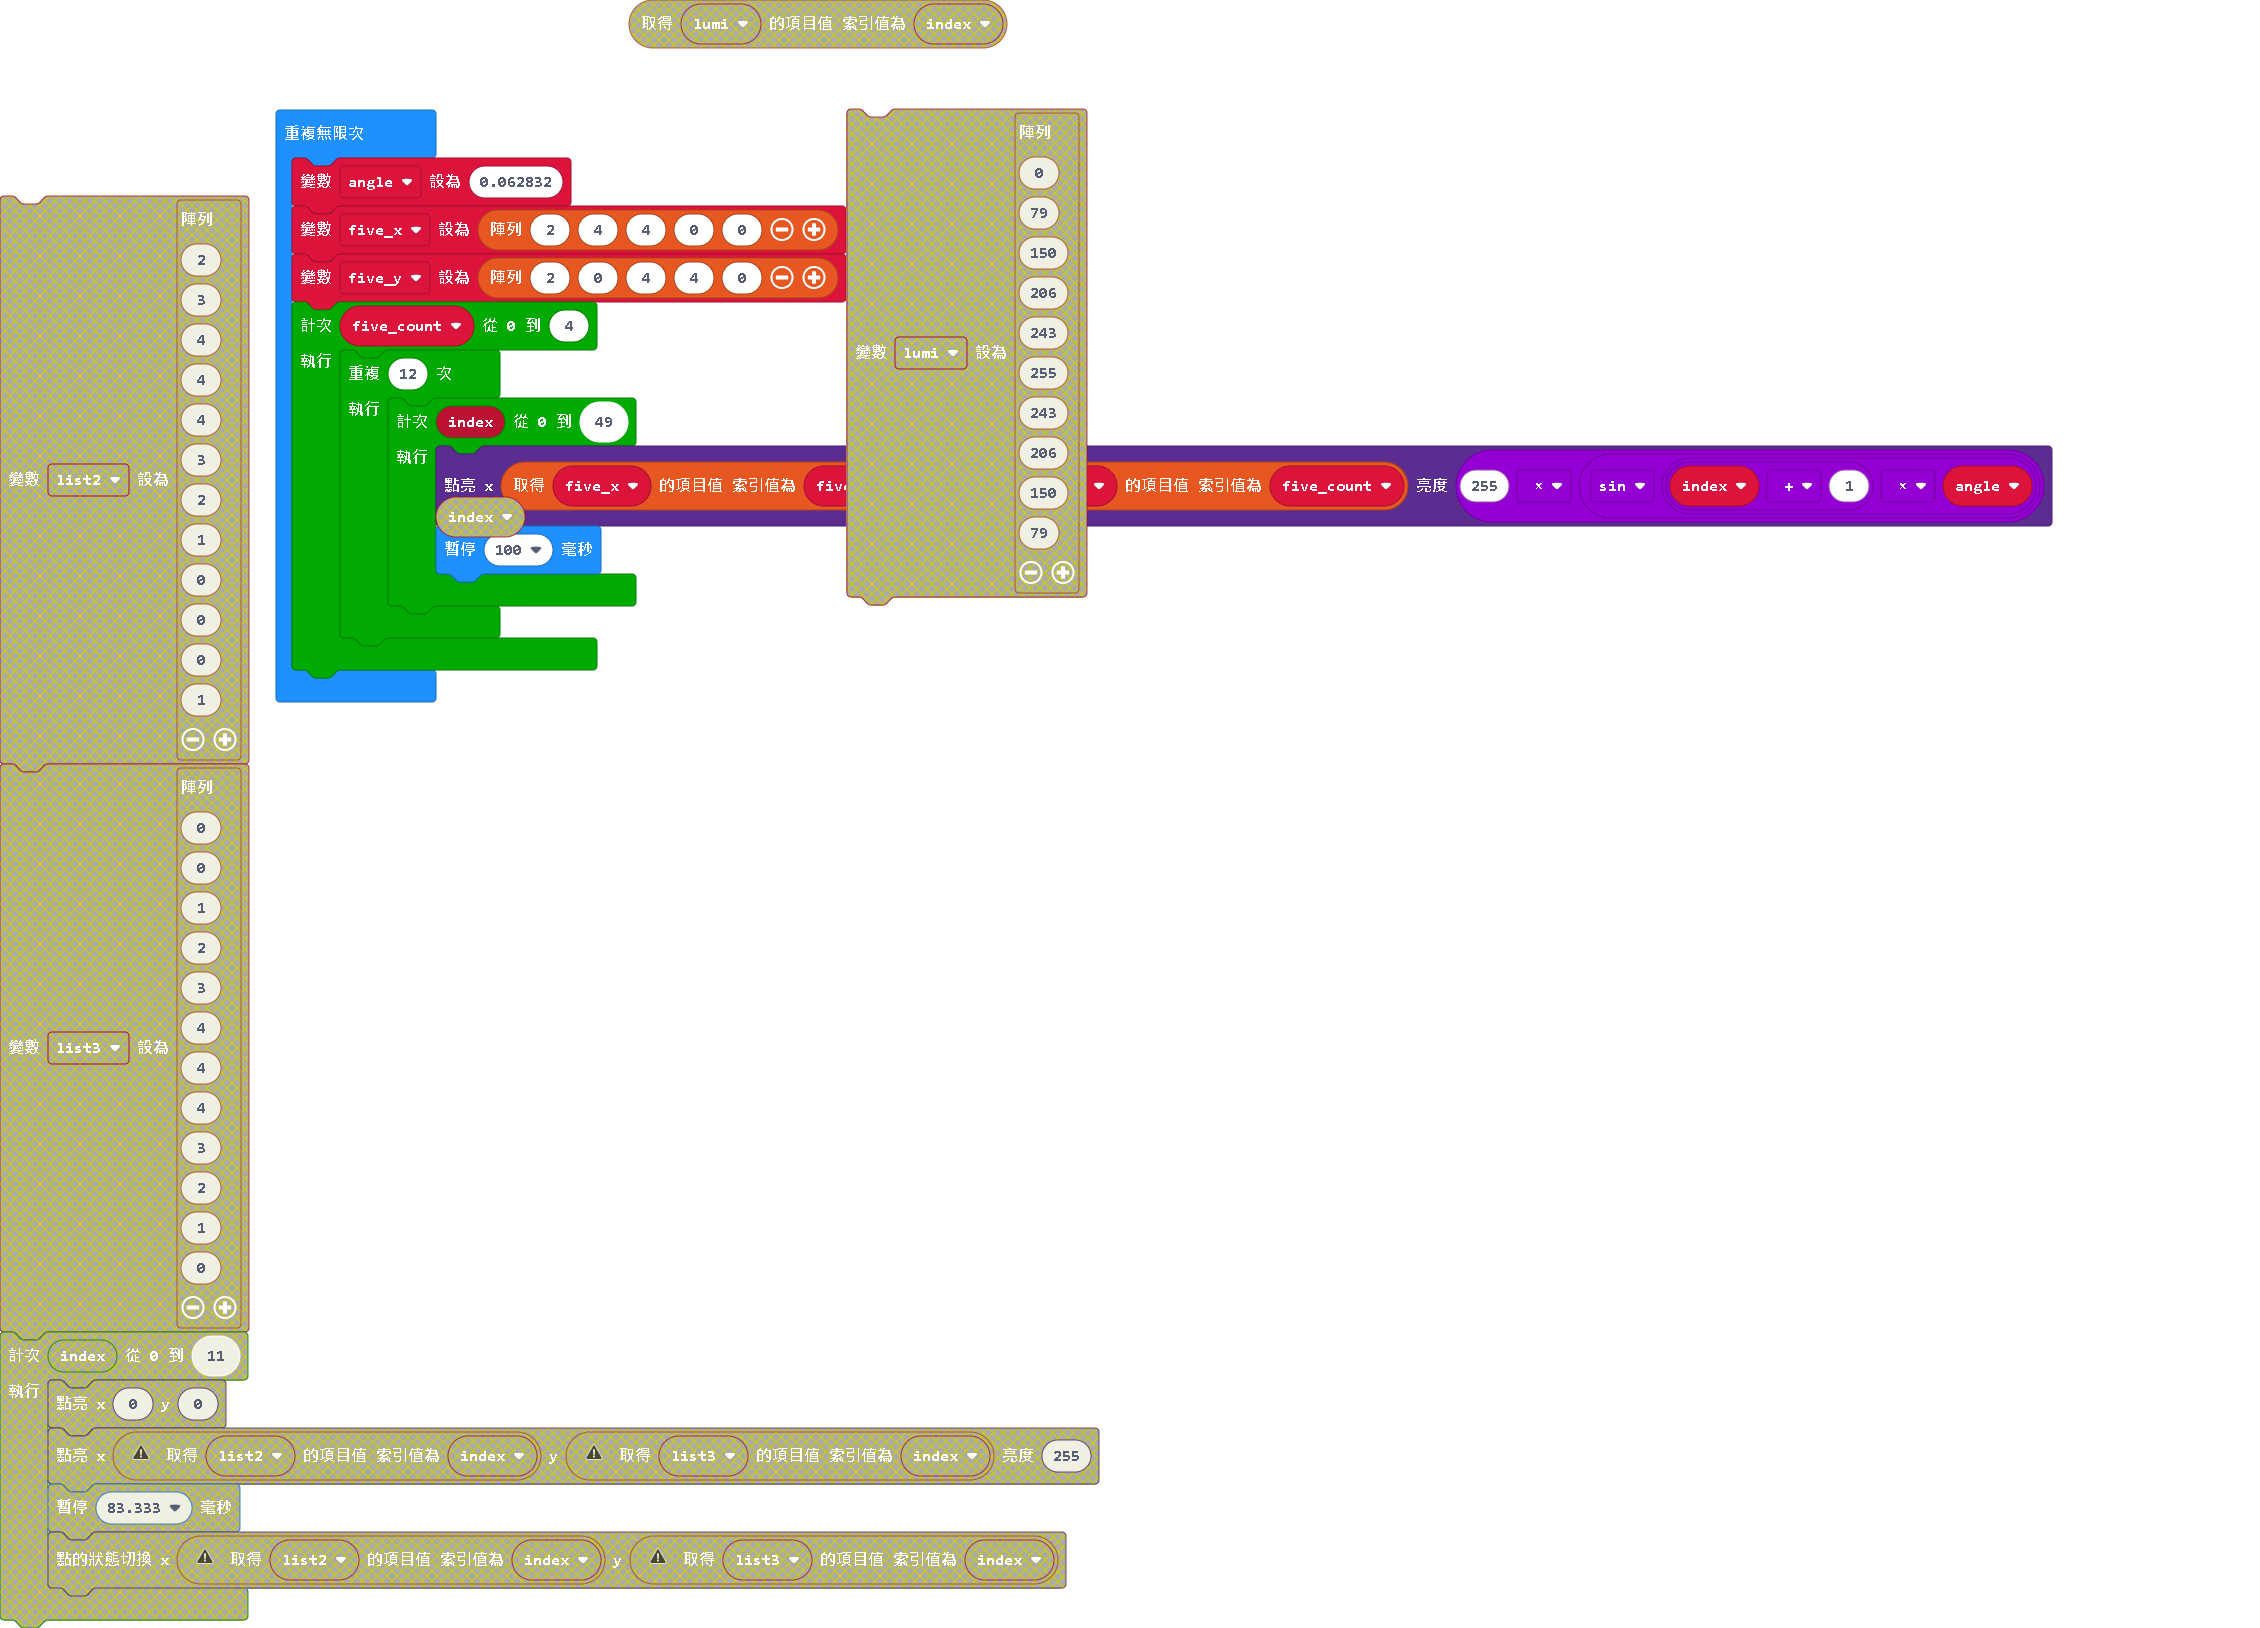 取得 lumi 的項目值 索引值為 index
重複無限次
變數 angle 設為 0.062832
變數 five_x 設為 陣列 2 4 4 0 0
變數 five_y 設為 陣列 2 0 4 4 0
計次 five_count 從 0 到 4
執行
重複 12 次
執行
計次 index 從 0 到 49
執行
點亮 x 取得 five_x 的項目值 索引值為 的項目值 索引值為 five_count 亮度 255 × sin index + 1 × angle
index
暫停 100 毫秒
變數 lumi 設為
陣列
0
79
150
206
243
255
243
206
150
79
變數 list2 設為
陣列
2
3
4
4
4
3
2
1
0
0
0
1
變數 list3 設為
陣列
0
0
1
2
3
4
4
4
3
2
1
0
計次 index 從 0 到 11
執行
點亮 x 0 y 0
點亮 x 取得 list2 的項目值 索引值為 index y 取得 list3 的項目值 索引值為 index 亮度 255
暫停 83.333 毫秒
點的狀態切換 x 取得 list2 的項目值 索引值為 index y 取得 list3 的項目值 索引值為 index